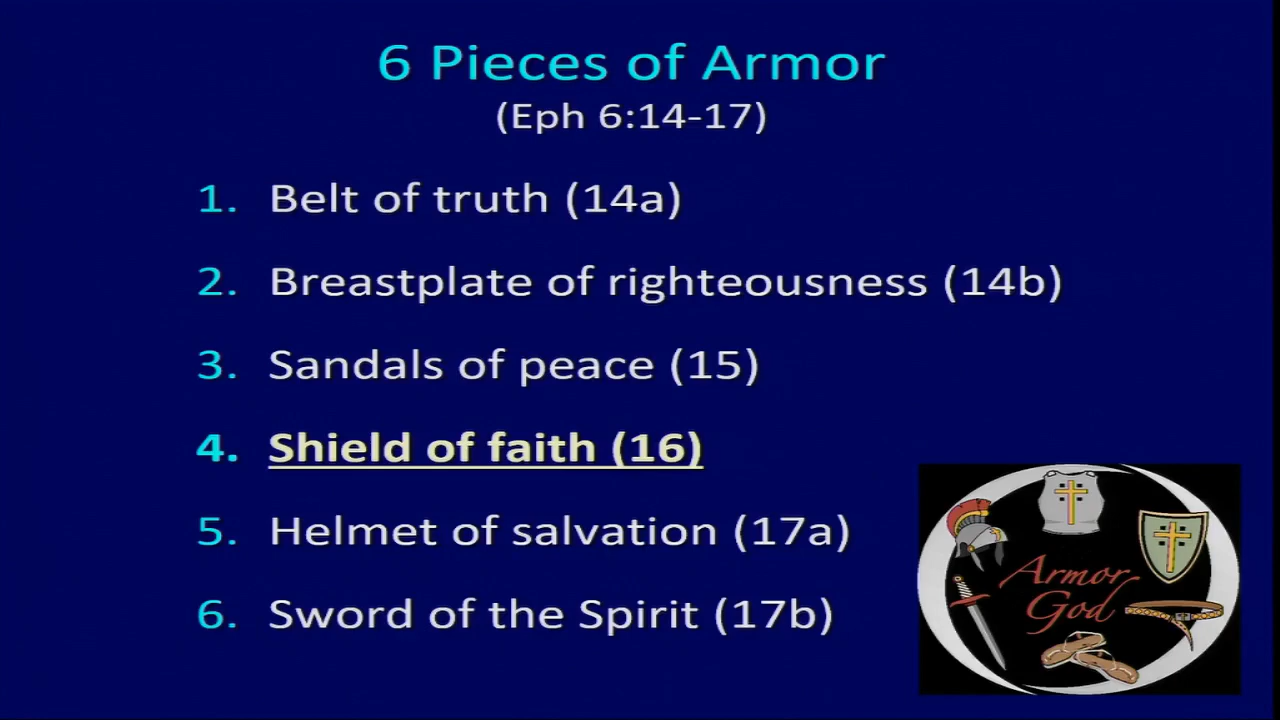 6 Pieces of Armor
(Eph 6:14-17)
1. Belt of truth (14a)
2. Breastplate of righteousness (14b)
3. Sandals of peace (15)
4. Shield of faith (16)
5. Helmet of salvation (17a)
6. Sword of the Spirit (17b)
Armor
God